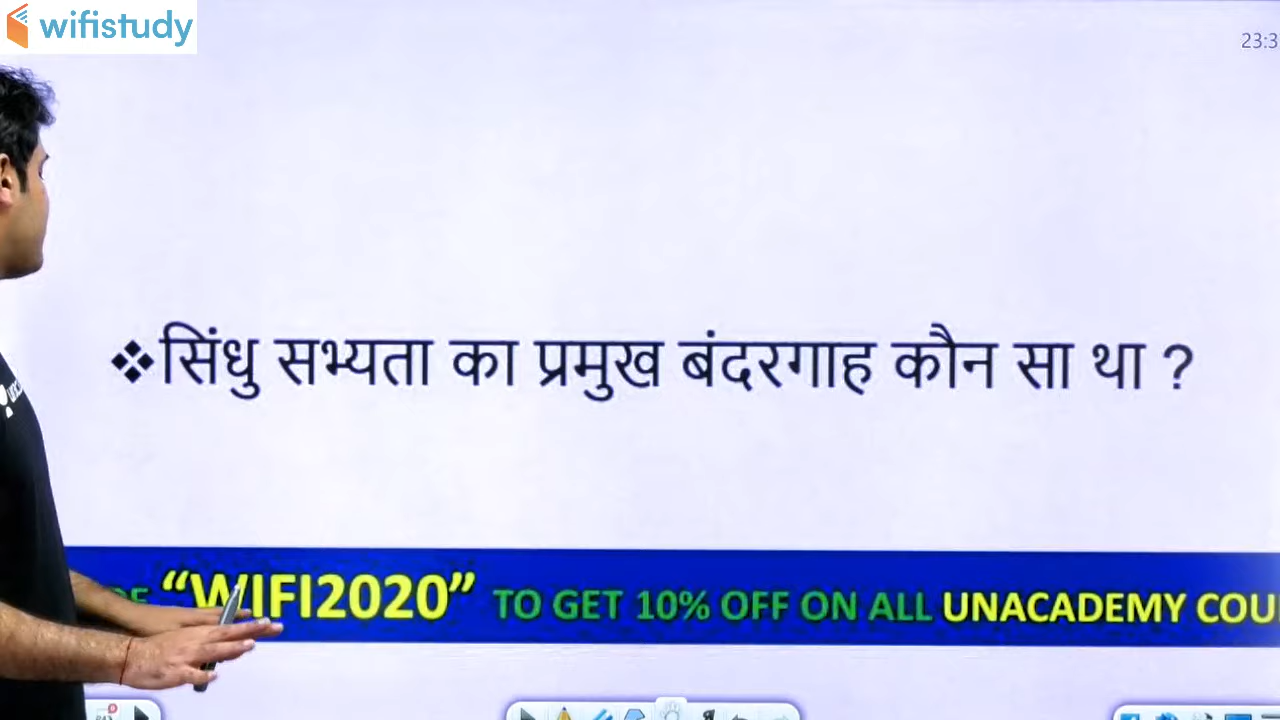 wifistudy
23:3
❖सिंधु सभ्यता का प्रमुख बंदरगाह कौन सा था ?
“WIFI2020” TO GET 10% OFF ON ALL UNACADEMY COU